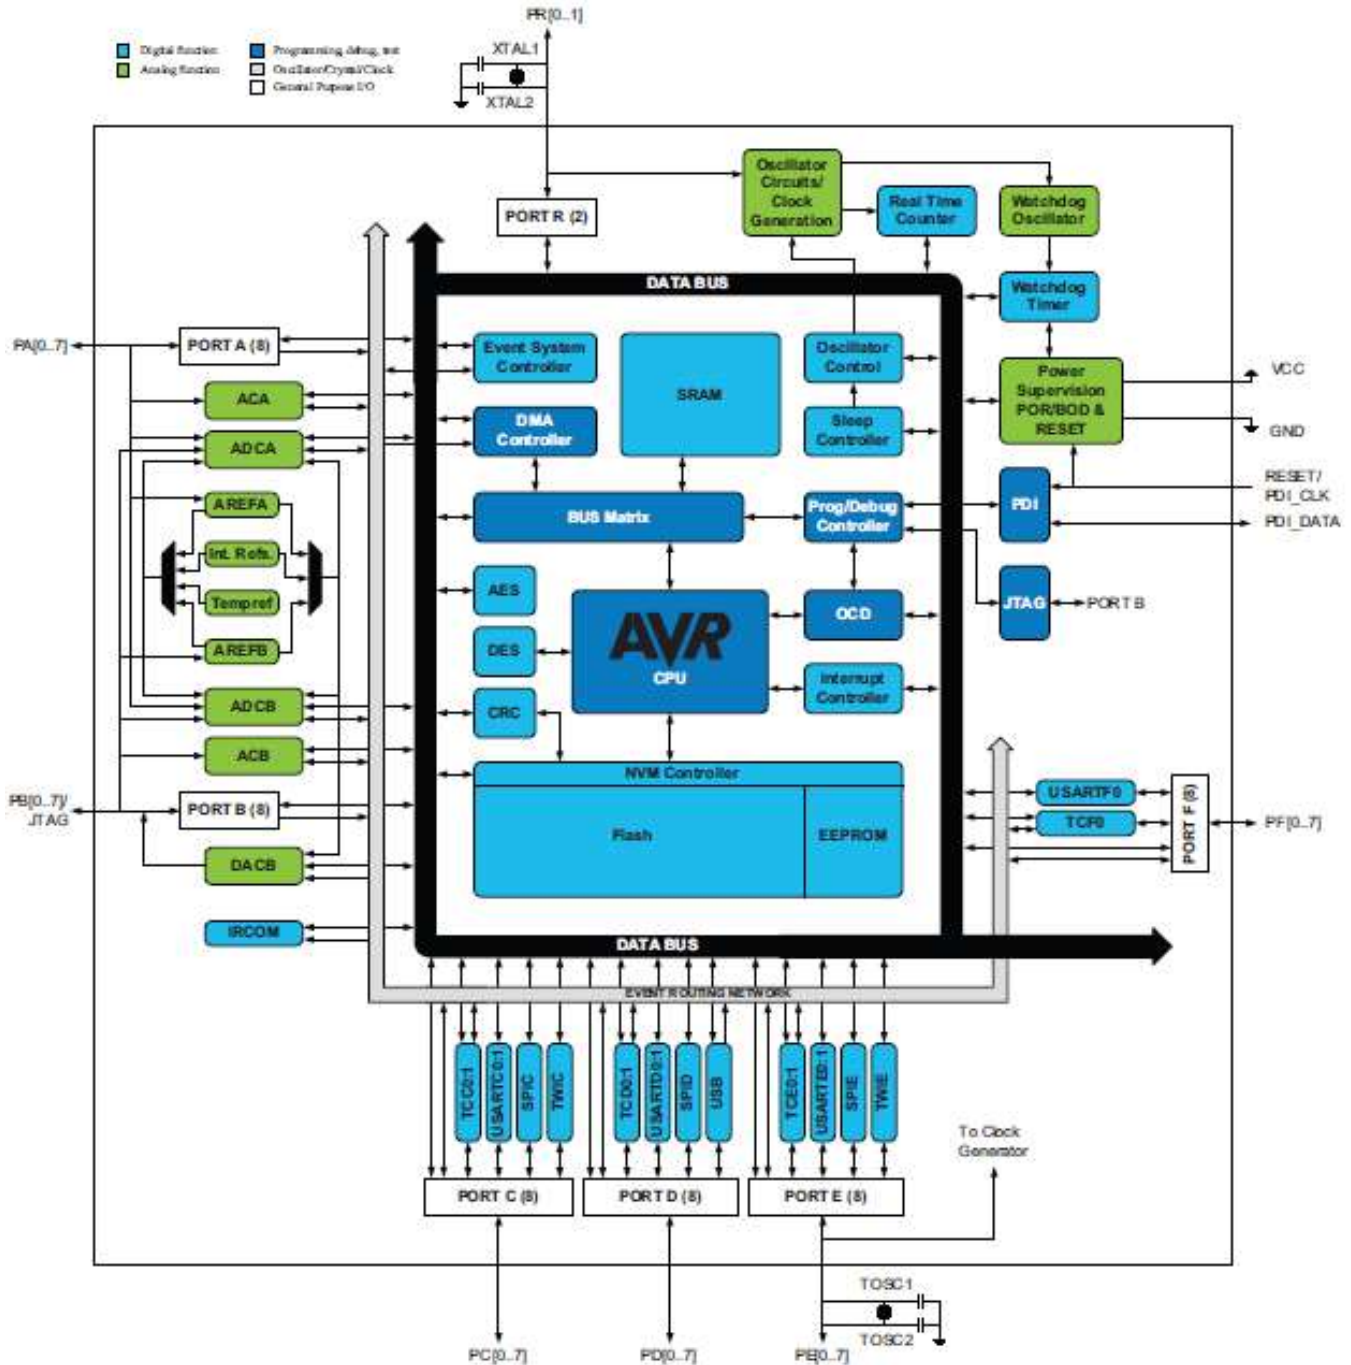 PR[0..1]
Digital function
Programming, debug, test
Analog function
Oscillator/Crystal/Clock
General Purpose I/O
XTAL1
XTAL2
Oscillator
Circuits/
Clock
Generation
Real Time
Counter
Watchdog
Oscillator
PORT R (2)
DATA BUS
Watchdog
Timer
PA[0..7]
PORT A (8)
Event System
Controller
SRAM
Oscillator
Control
Power
Supervision
POR/BOD &
RESET
VCC
GND
ACA
DMA
Controller
Sleep
Controller
ADCA
RESET/
PDI_CLK
PDI_DATA
AREFA
BUS Matrix
Prog/Debug
Controller
PDI
Int. Refs.
Tempref
AREFB
AES
AVR
CPU
OCD
JTAG
PORT B
DES
Interrupt
Controller
ADCB
CRC
ACB
NVM Controller
Flash
EEPROM
PB[0..7]/
JTAG
PORT B (8)
DACB
IRCOM
USARTF0
TCF0
PORT F (8)
PF[0..7]
DATA BUS
EVENT ROUTING NETWORK
TCC0:1
USARTC0:1
SPIC
TWIC
TCD0:1
USARTD0:1
SPID
USB
TCE0:1
USARTE0:1
SPIE
TWIE
To Clock
Generator
PORT C (8)
PORT D (8)
PORT E (8)
TOSC1
TOSC2
PC[0..7]
PD[0..7]
PE[0..7]